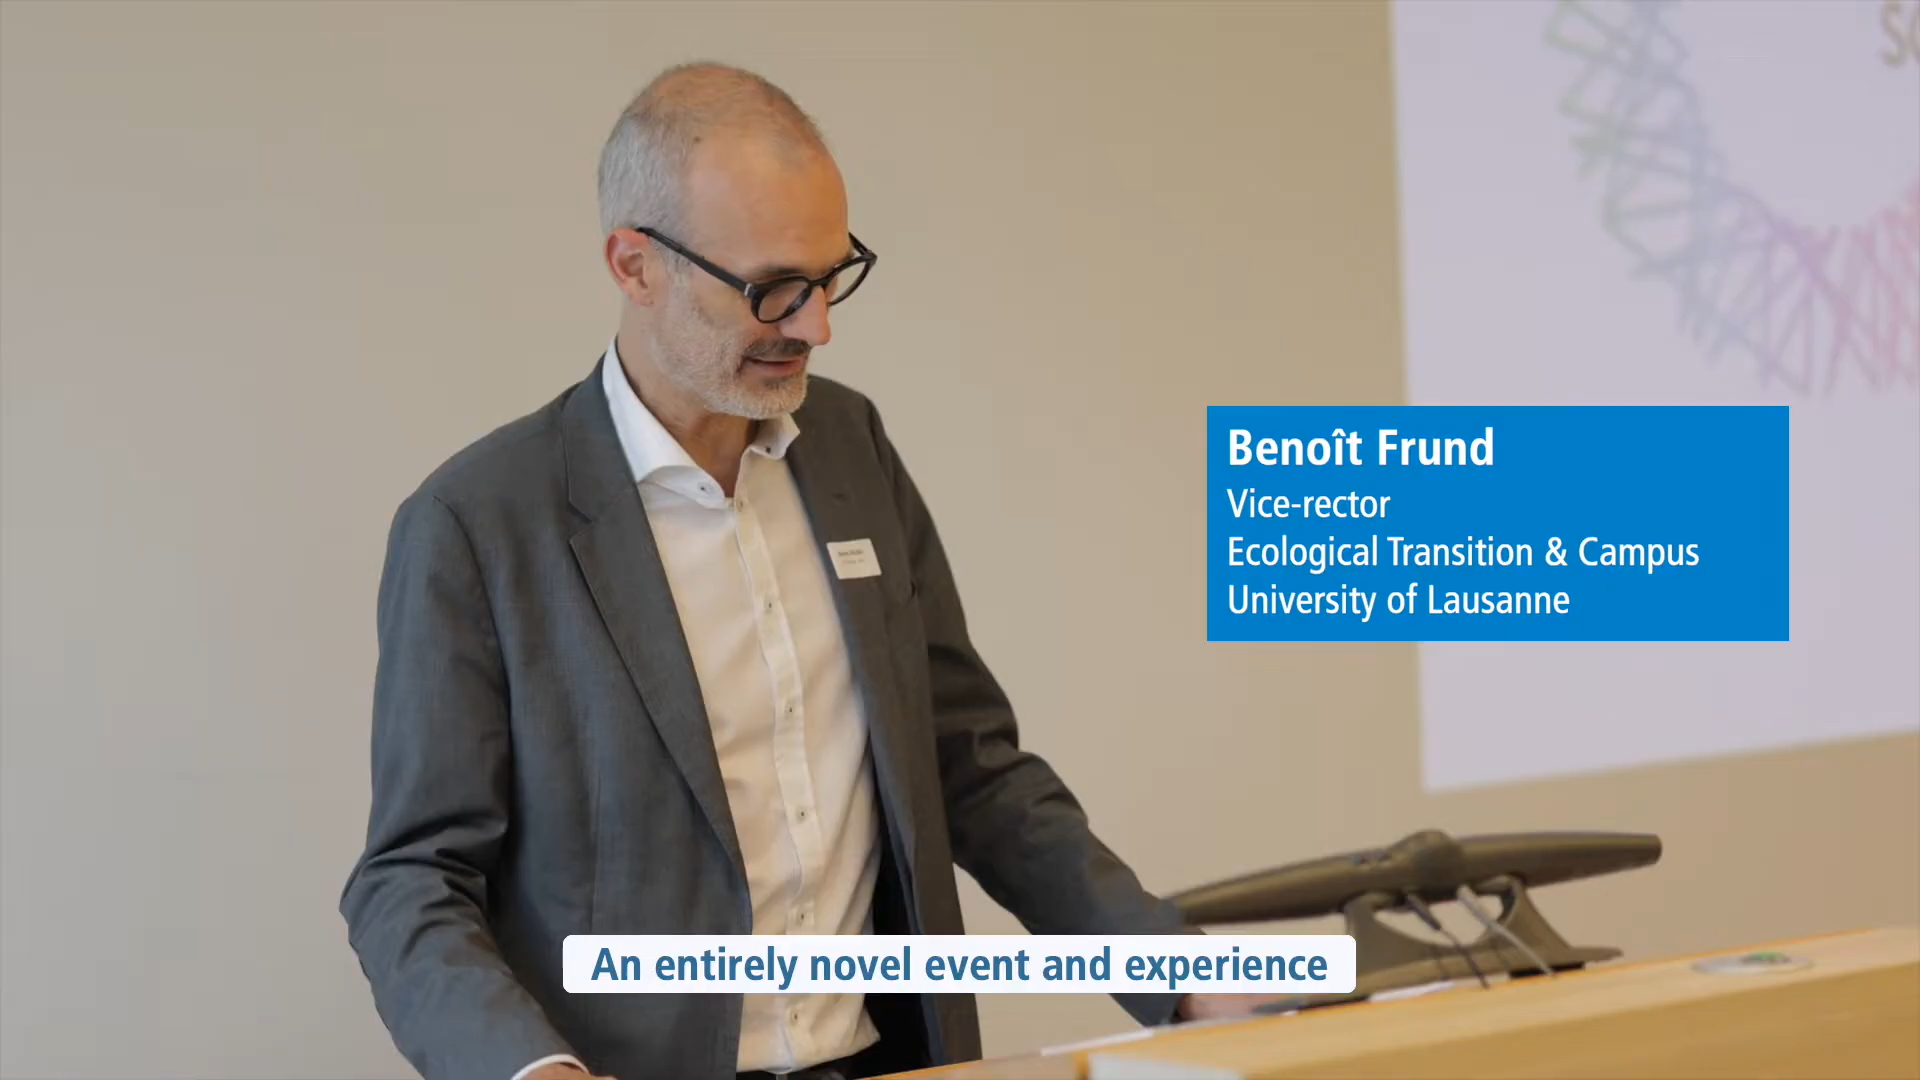 Benoît Frund
Vice-rector
Ecological Transition & Campus
University of Lausanne
An entirely novel event and experience